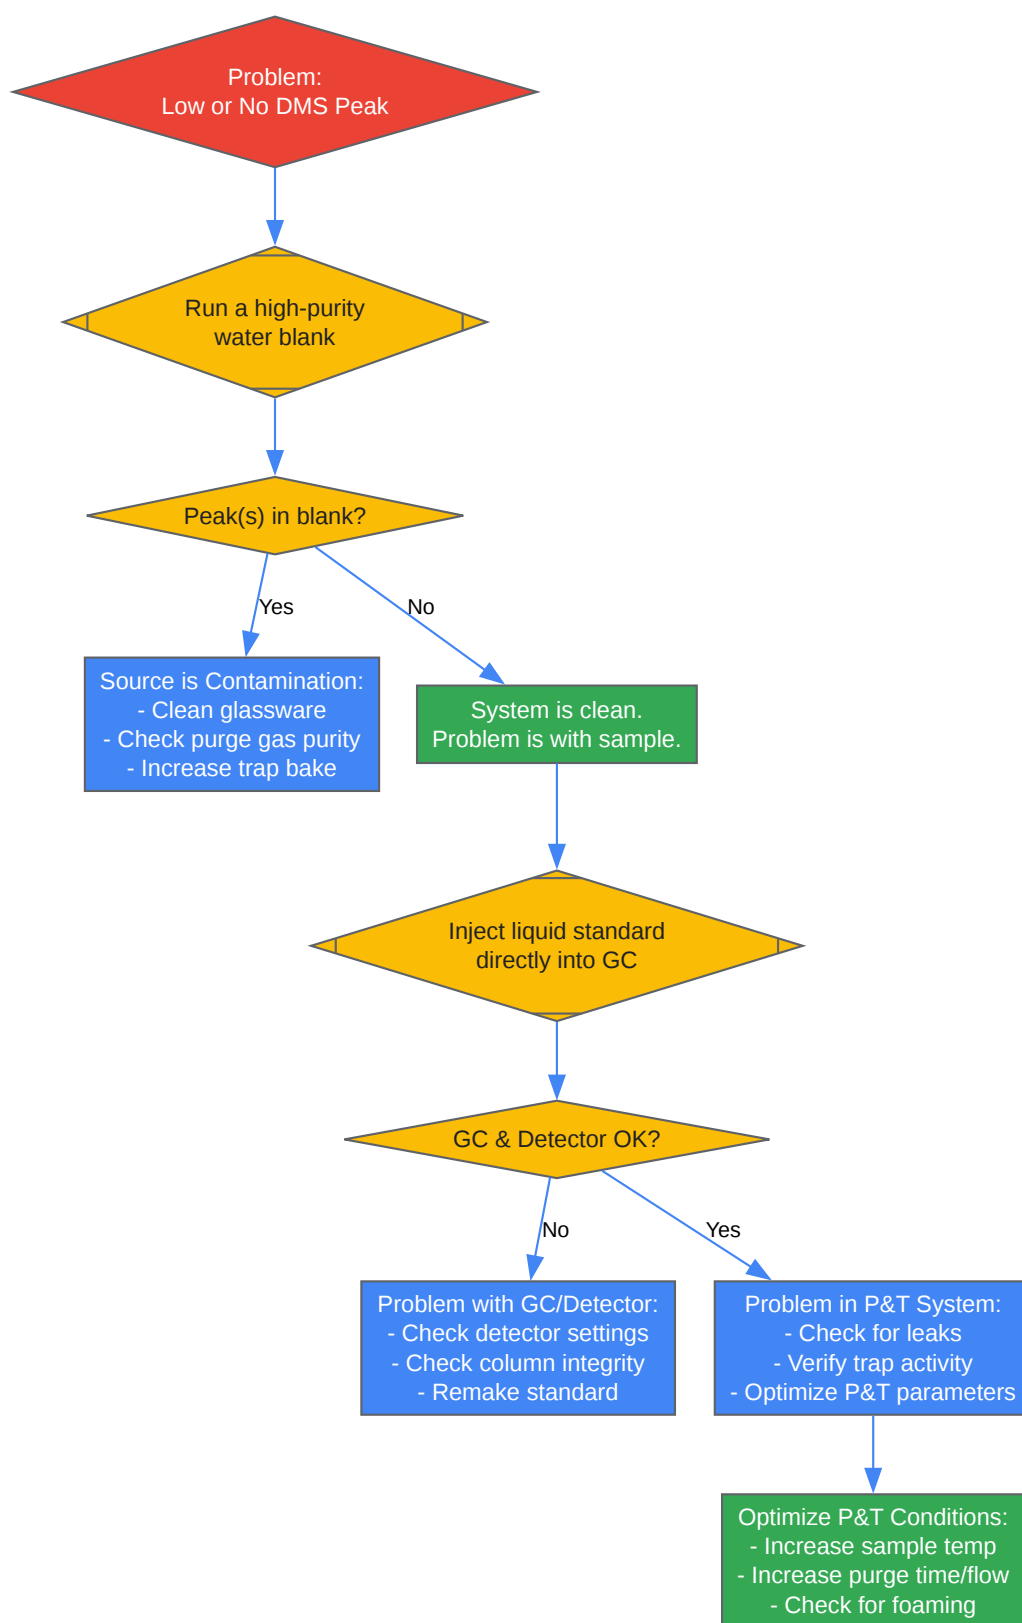 Problem:
Low or No DMS Peak
Run a high-purity
water blank
Peak(s) in blank?
Yes
No
Source is Contamination:
- Clean glassware
- Check purge gas purity
- Increase trap bake
System is clean.
Problem is with sample.
Inject liquid standard
directly into GC
GC & Detector OK?
No
Yes
Problem with GC/Detector:
- Check detector settings
- Check column integrity
- Remake standard
Problem in P&T System:
- Check for leaks
- Verify trap activity
- Optimize P&T parameters
Optimize P&T Conditions:
- Increase sample temp
- Increase purge time/flow
- Check for foaming